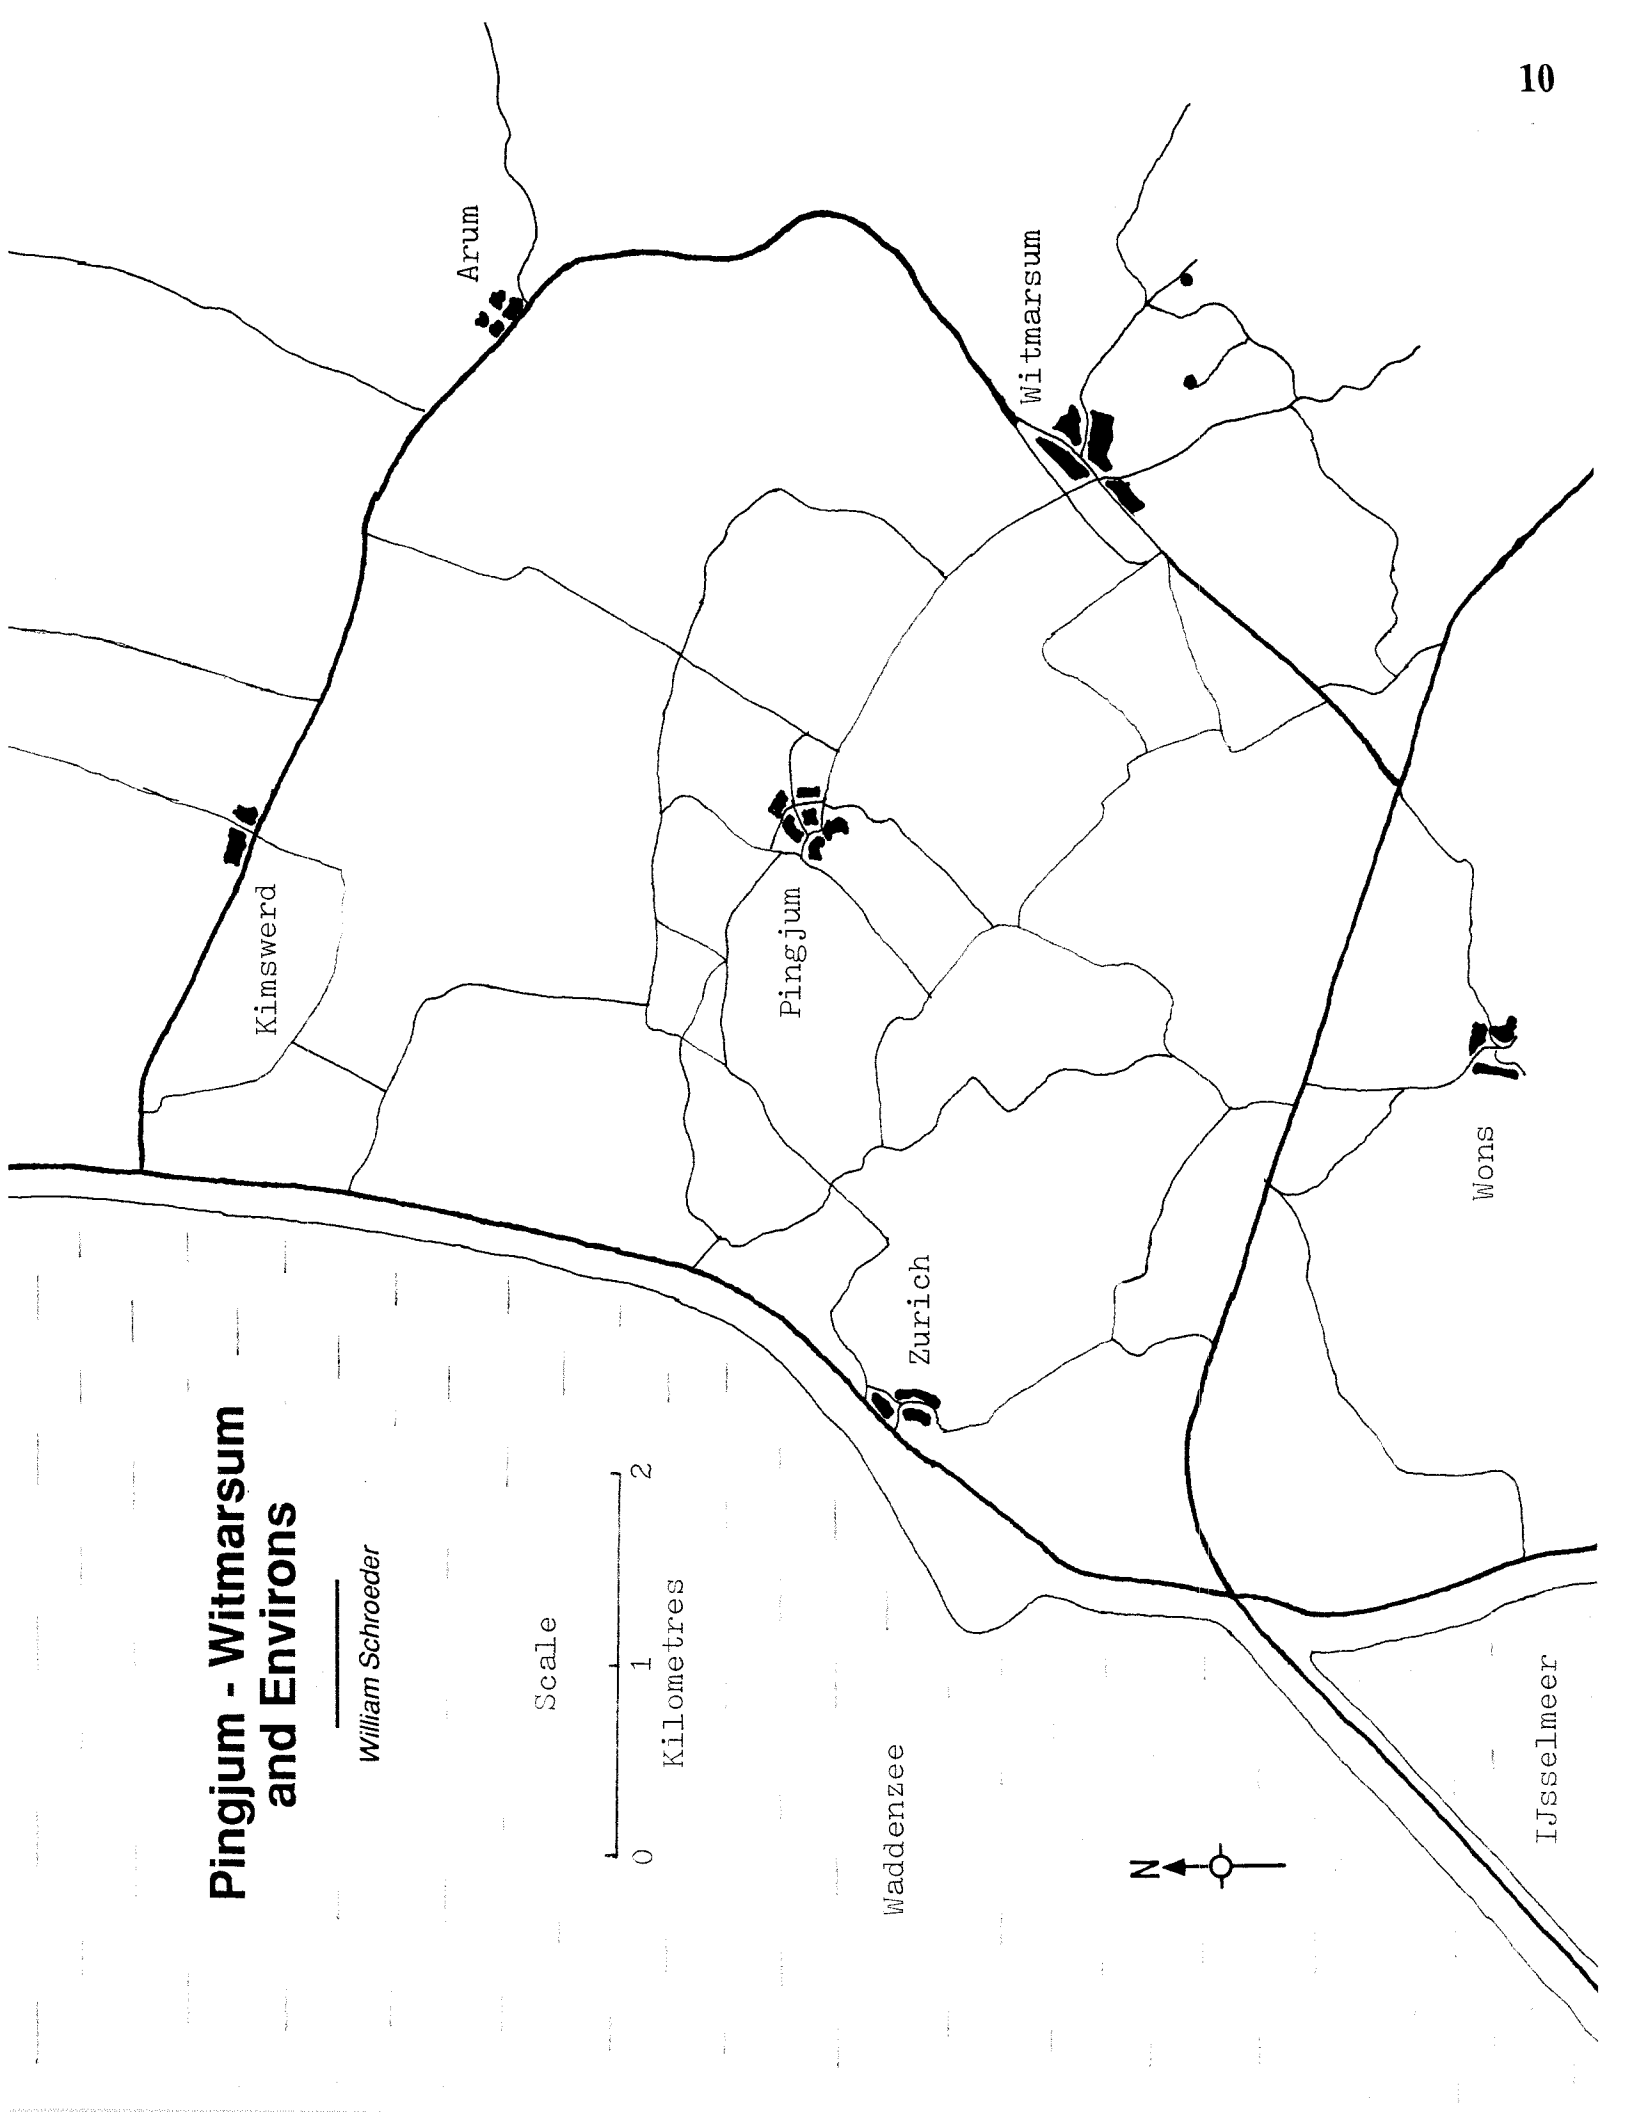 10
Pingjum - Witmarsum
and Environs
William Schroeder
Scale
0 1 2
Kilometres
Waddenzee
N
IJsselmeer
Kimswerd
Arum
Pingjum
Witmarsum
Zurich
Wons